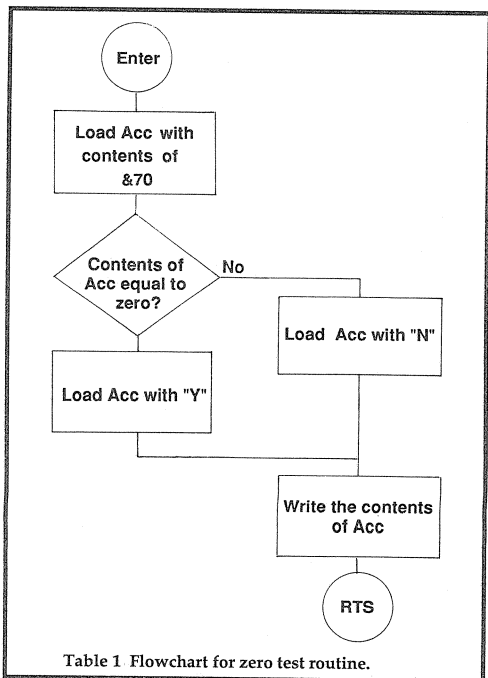 Enter
Load Acc with
contents of
&70
Contents of
Acc equal to
zero?
No
Load Acc with "N"
Load Acc with "Y"
Write the contents
of Acc
RTS
Table 1 Flowchart for zero test routine.